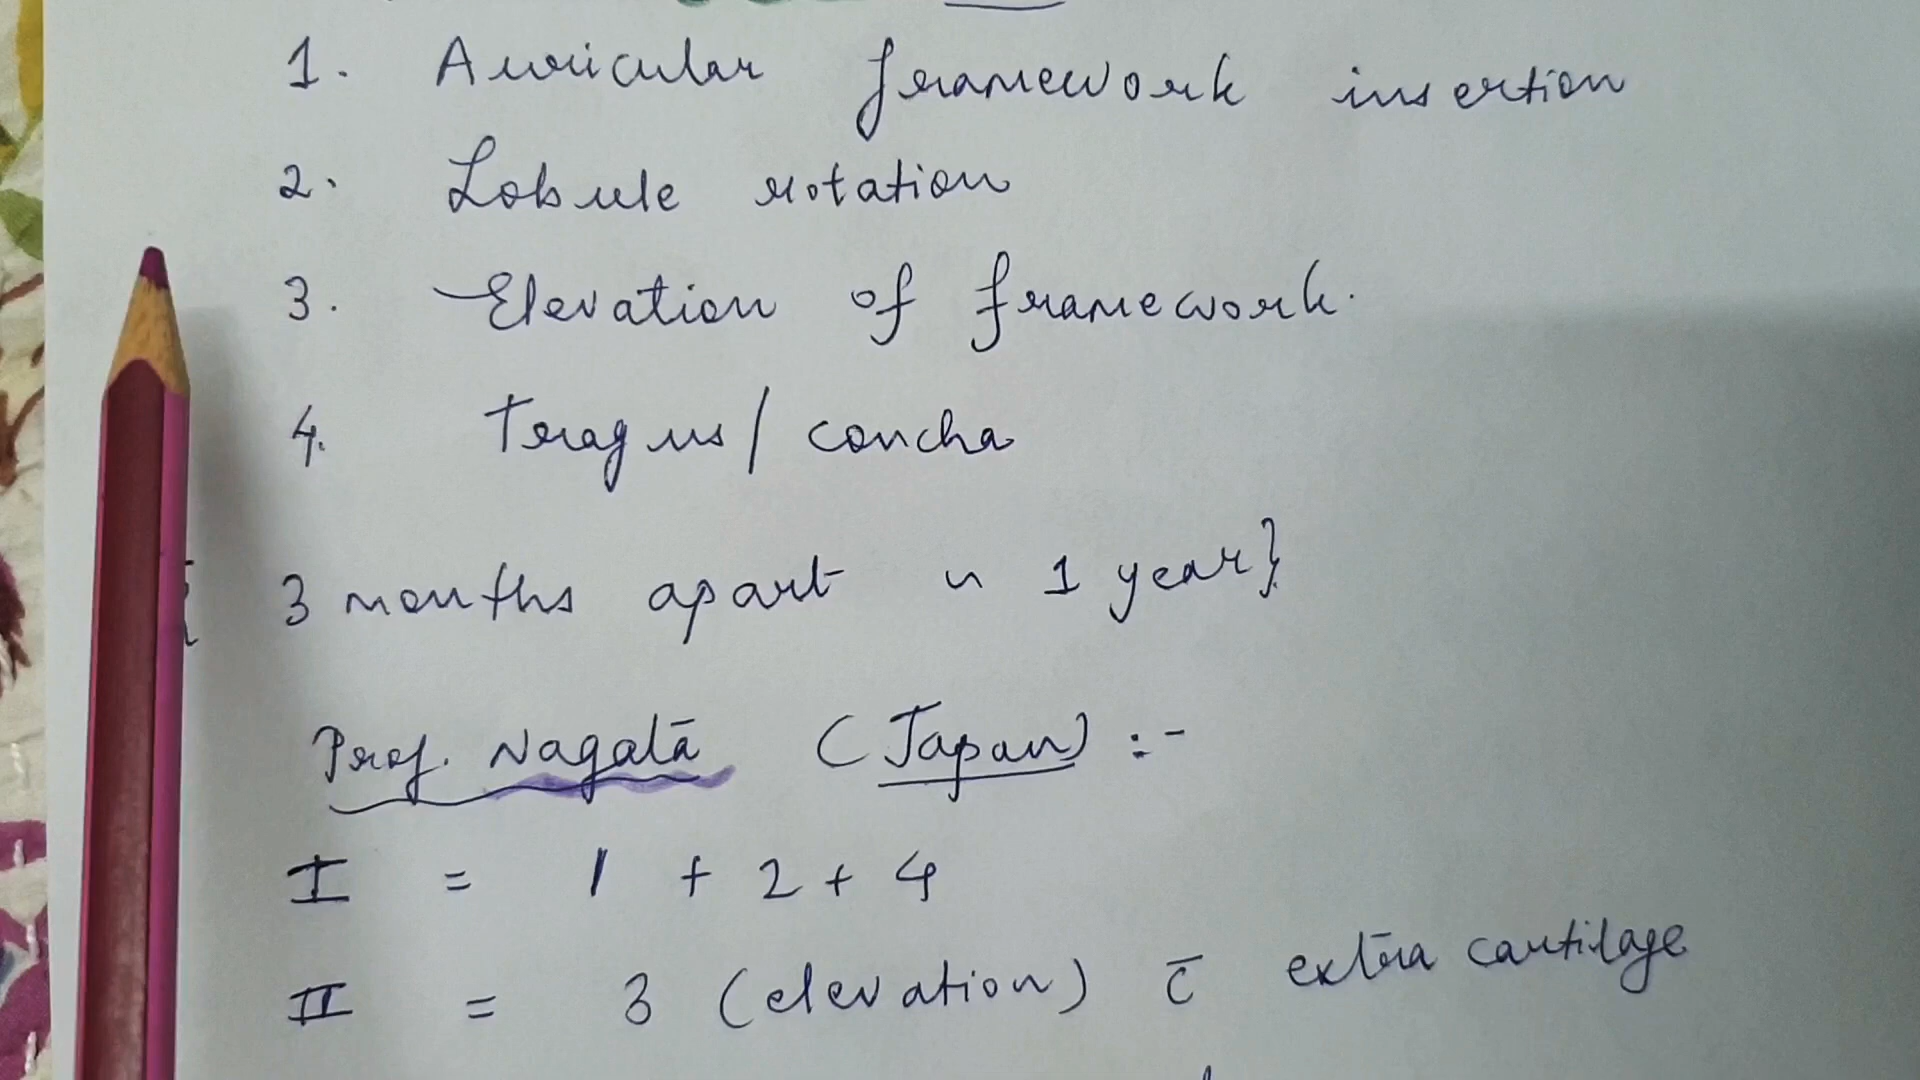 1. Auricular framework insertion
2. Lobule rotation
3. Elevation of framework.
4. Tragus / concha
3 months apart 1 year}
Prof. Nagata (Japan) :-
I = 1 + 2 + 4
II = 3 (elevation) c̄ extra cartilage